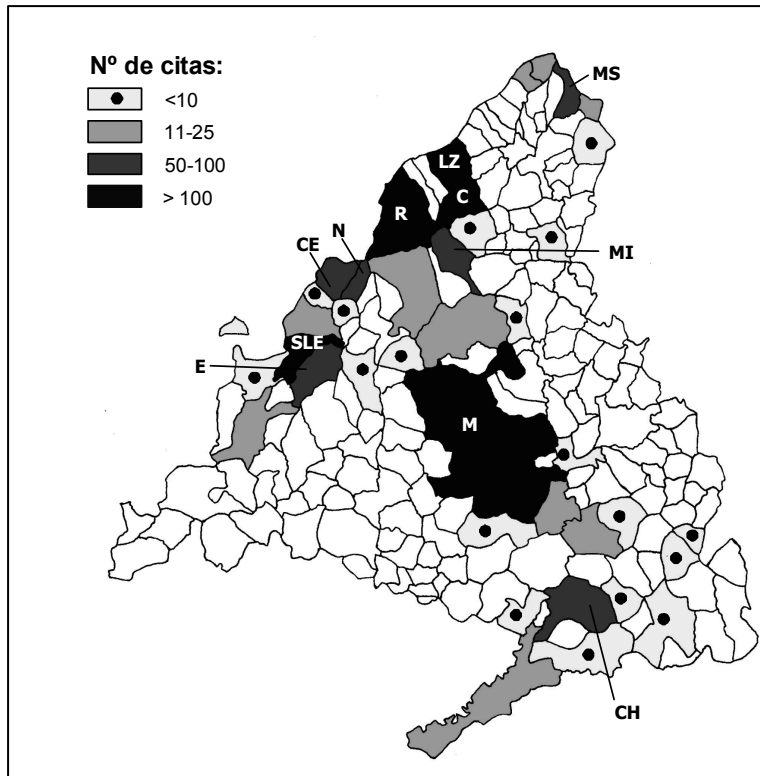 Nº de citas:
<10
11-25
50-100
> 100
MS
LZ
C
R
N
CE
MI
SLE
E
M
CH